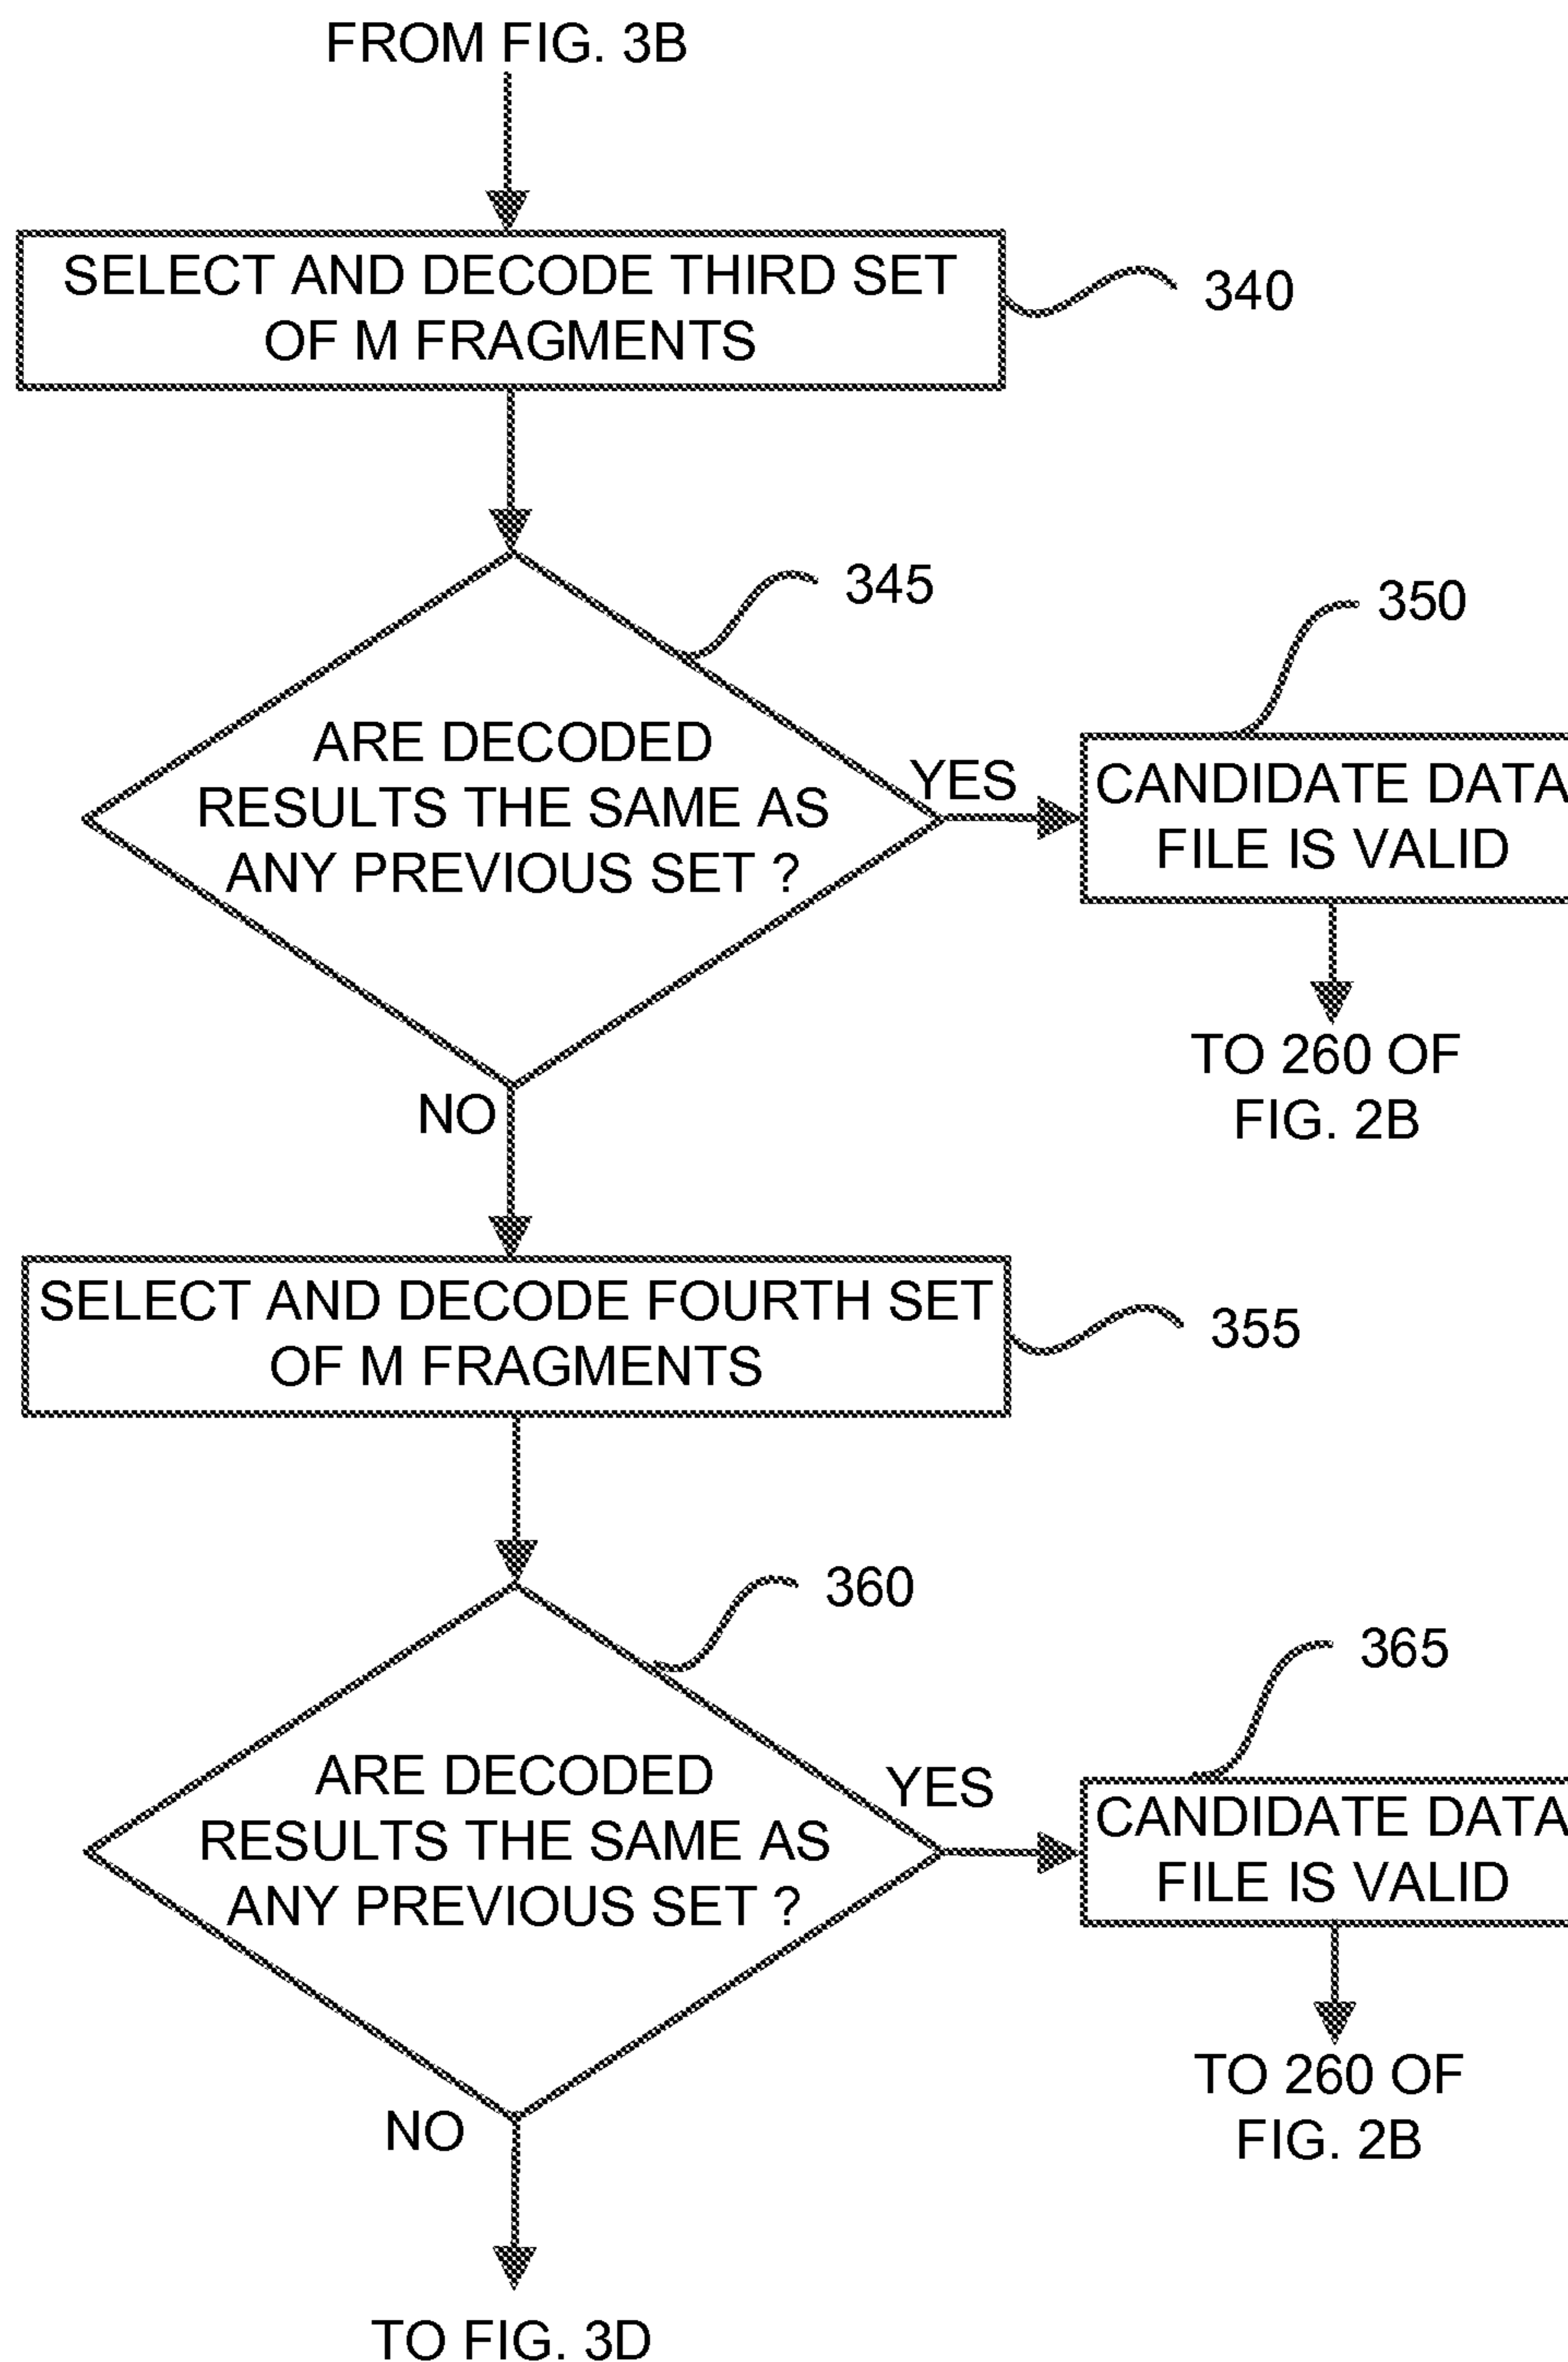 FROM FIG. 3B
SELECT AND DECODE THIRD SET
OF M FRAGMENTS
340
345
ARE DECODED
RESULTS THE SAME AS
ANY PREVIOUS SET ?
YES
350
CANDIDATE DATA
FILE IS VALID
TO 260 OF
FIG. 2B
NO
SELECT AND DECODE FOURTH SET
OF M FRAGMENTS
355
360
ARE DECODED
RESULTS THE SAME AS
ANY PREVIOUS SET ?
YES
365
CANDIDATE DATA
FILE IS VALID
TO 260 OF
FIG. 2B
NO
TO FIG. 3D